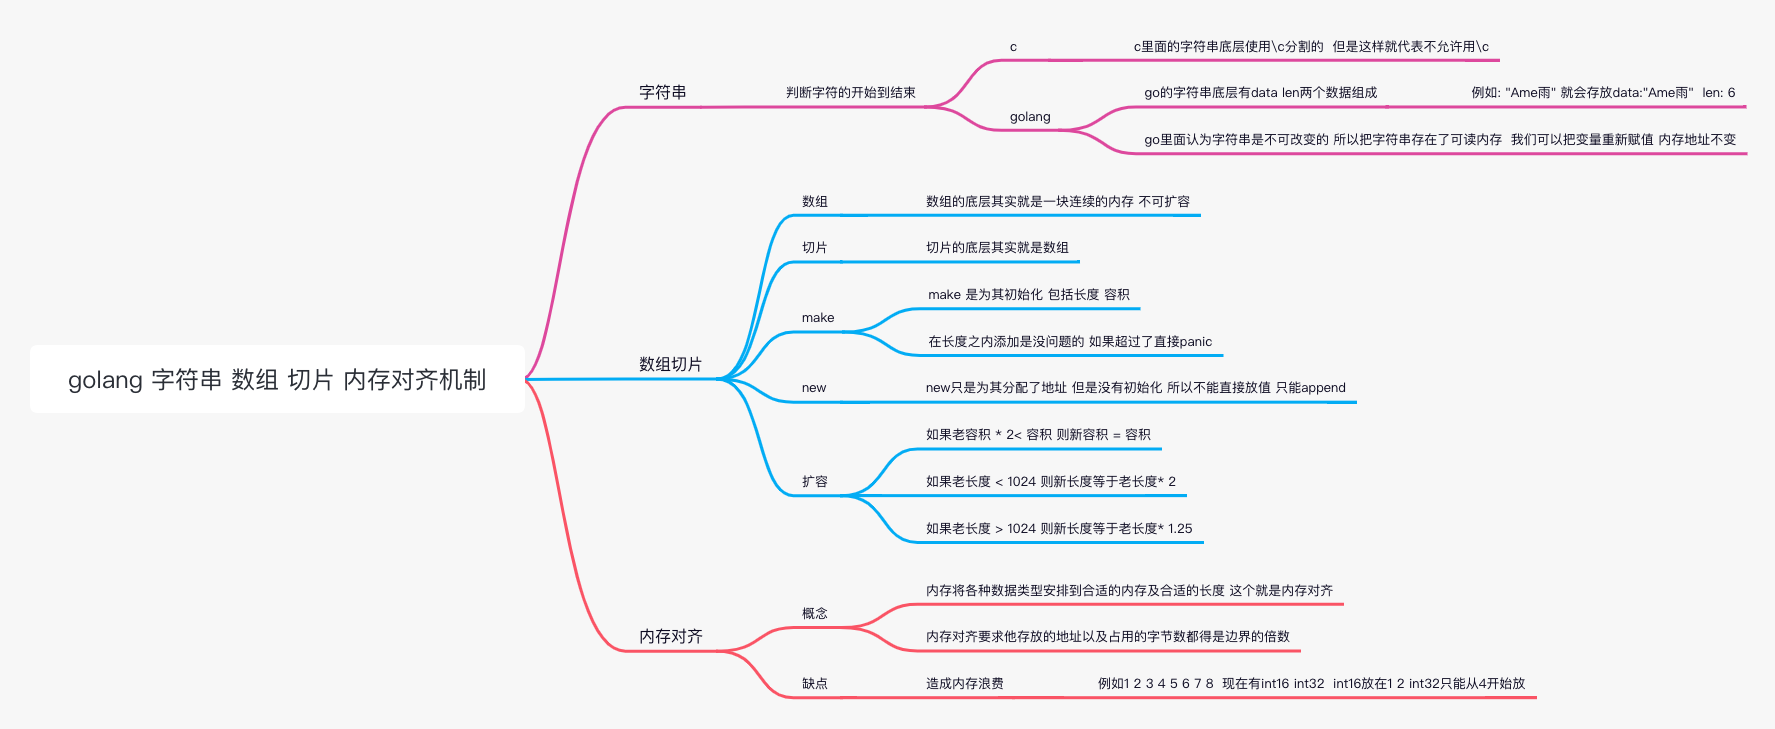 golang 字符串 数组 切片 内存对齐机制
字符串
判断字符的开始到结束
c
c里面的字符串底层使用\c分割的 但是这样就代表不允许用\c
golang
go的字符串底层有data len两个数据组成
例如: "Ame雨" 就会存放data:"Ame雨" len: 6
go里面认为字符串是不可改变的 所以把字符串存在了可读内存 我们可以把变量重新赋值 内存地址不变
数组切片
数组
数组的底层其实就是一块连续的内存 不可扩容
切片
切片的底层其实就是数组
make
make 是为其初始化 包括长度 容积
在长度之内添加是没问题的 如果超过了直接panic
new
new只是为其分配了地址 但是没有初始化 所以不能直接放值 只能append
扩容
如果老容积 * 2< 容积 则新容积 = 容积
如果老长度 < 1024 则新长度等于老长度* 2
如果老长度 > 1024 则新长度等于老长度* 1.25
内存对齐
概念
内存将各种数据类型安排到合适的内存及合适的长度 这个就是内存对齐
内存对齐要求他存放的地址以及占用的字节数都得是边界的倍数
缺点
造成内存浪费
例如1 2 3 4 5 6 7 8 现在有int16 int32 int16放在1 2 int32只能从4开始放